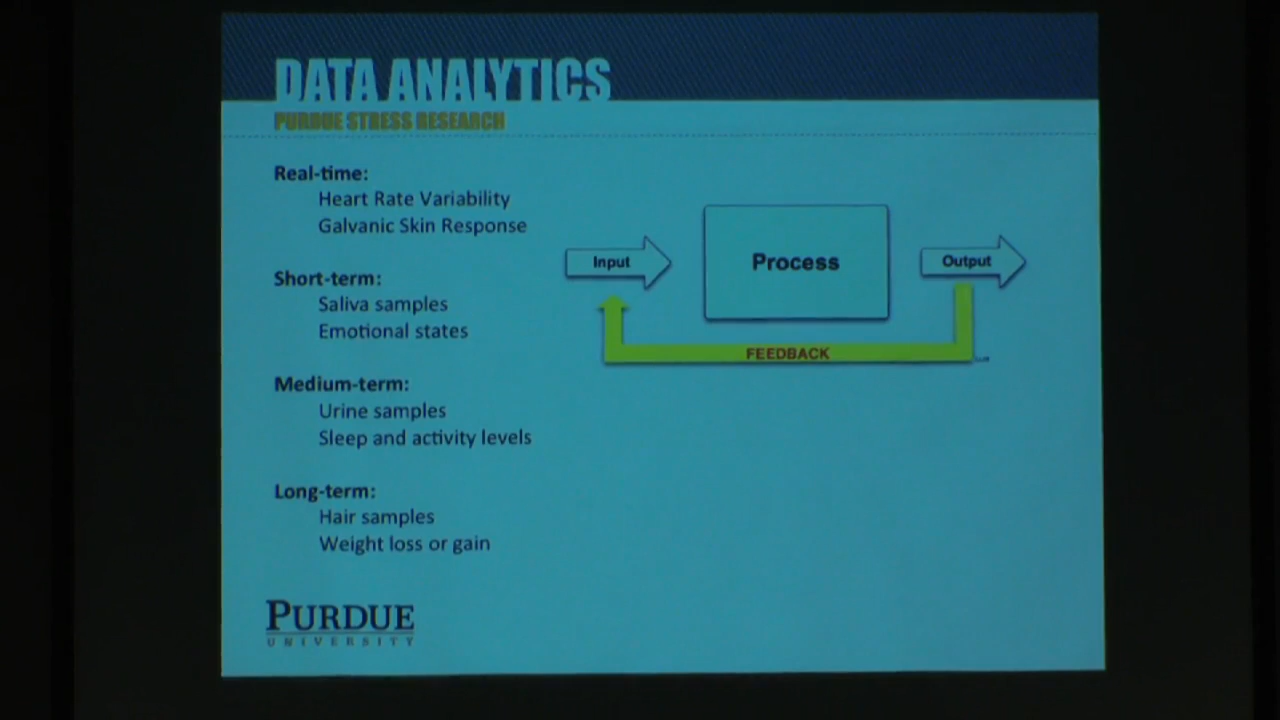 DATA ANALYTICS
PURDUE STRESS RESEARCH
Real-time:
Heart Rate Variability
Galvanic Skin Response
Short-term:
Saliva samples
Emotional states
Medium-term:
Urine samples
Sleep and activity levels
Long-term:
Hair samples
Weight loss or gain
Input
Process
Output
FEEDBACK
PURDUE
UNIVERSITY